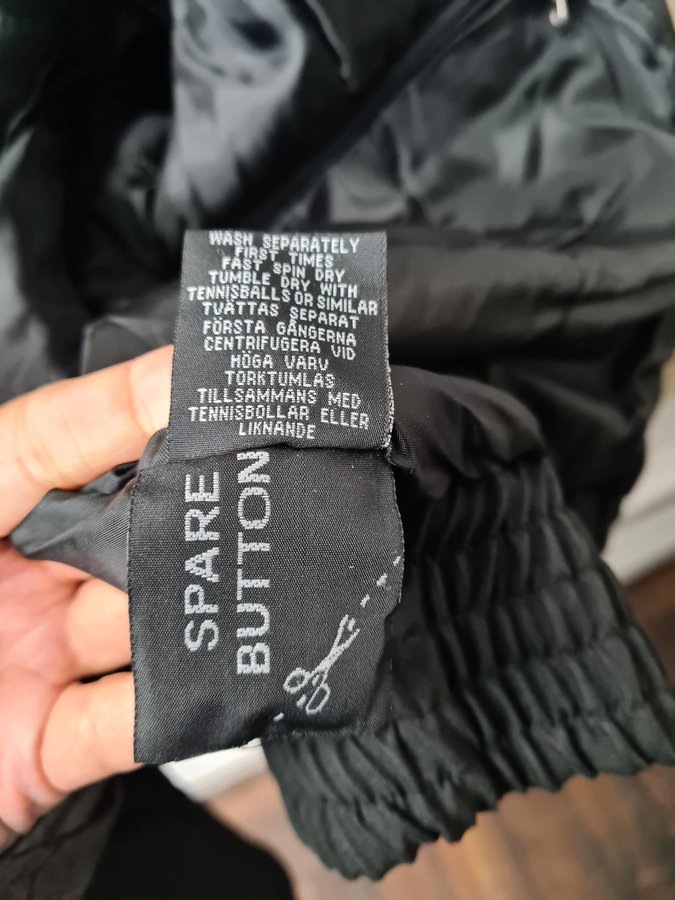 WASH SEPARATELY
FIRST TIMES
FAST SPIN DRY
TUMBLE DRY WITH
TENNISBALLS OR SIMILAR
TVÄTTAS SEPARAT
FÖRSTA GÅNGERNA
CENTRIFUGERA VID
HÖGA VARV
TORKTUMLAS
TILLSAMMANS MED
TENNISBOLLAR ELLER
LIKNANDE
SPARE
BUTTON